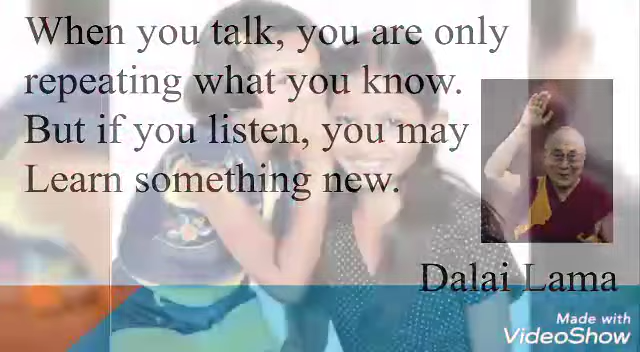 When you talk, you are only
repeating what you know.
But if you listen, you may
Learn something new.
Dalai Lama
Made with
VideoShow